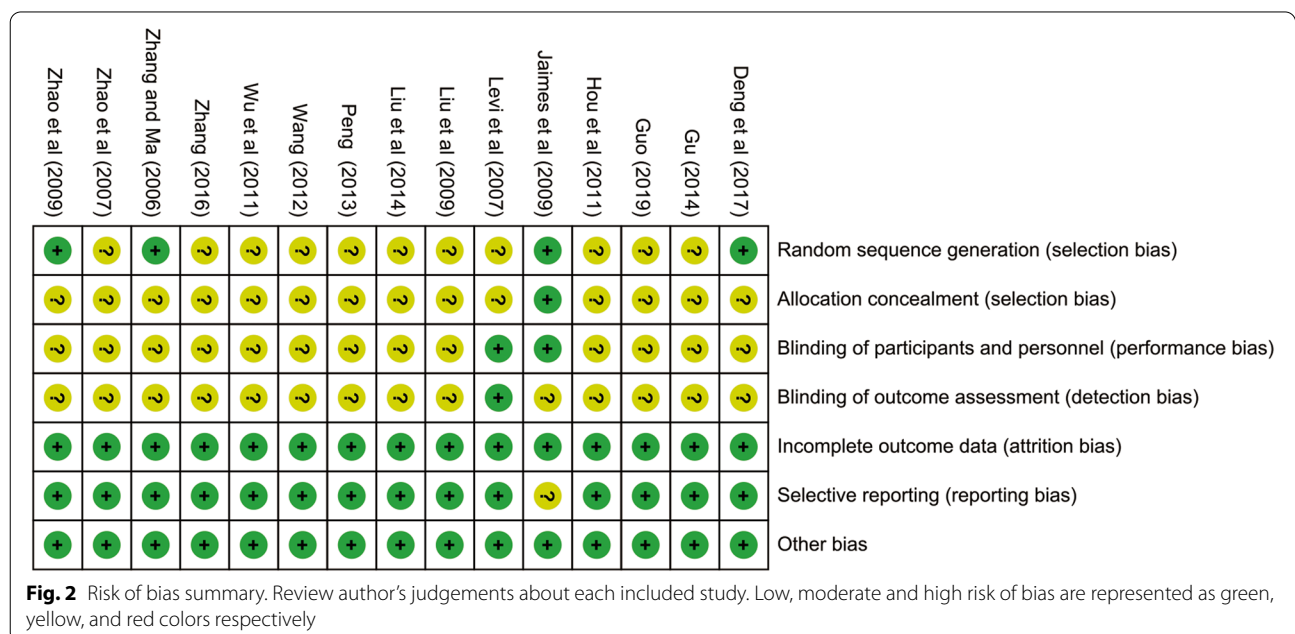 Zhao et al (2009)
Zhao et al (2007)
Zhang and Ma (2006)
Zhang (2016)
Wu et al (2011)
Wang (2012)
Peng (2013)
Liu et al (2014)
Liu et al (2009)
Levi et al (2007)
Jaimes et al (2009)
Hou et al (2011)
Guo (2019)
Gu (2014)
Deng et al (2017)
+ ? + ? ? ? ? ? ? ? + ? ? ? + Random sequence generation (selection bias)
? ? ? ? ? ? ? ? ? ? + ? ? ? ? Allocation concealment (selection bias)
? ? ? ? ? ? ? ? ? + + ? ? ? ? Blinding of participants and personnel (performance bias)
? ? ? ? ? ? ? ? ? + ? ? ? ? ? Blinding of outcome assessment (detection bias)
+ + + + + + + + + + + + + + + Incomplete outcome data (attrition bias)
+ + + + + + + + + + ? + + + + Selective reporting (reporting bias)
+ + + + + + + + + + + + + + + Other bias
Fig. 2 Risk of bias summary. Review author's judgements about each included study. Low, moderate and high risk of bias are represented as green,
yellow, and red colors respectively